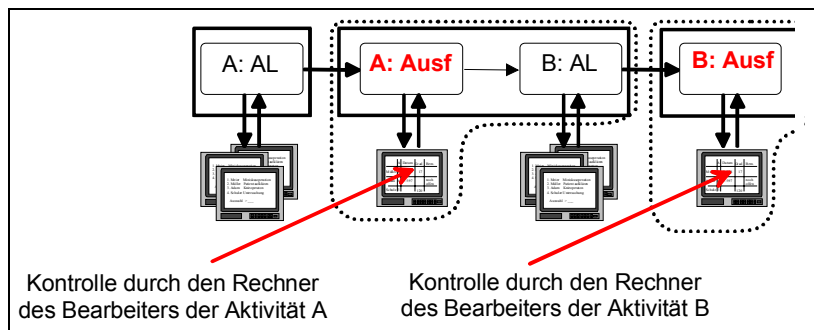 A: AL
A: Ausf
B: AL
B: Ausf
Kontrolle durch den Rechner
des Bearbeiters der Aktivität A
Kontrolle durch den Rechner
des Bearbeiters der Aktivität B